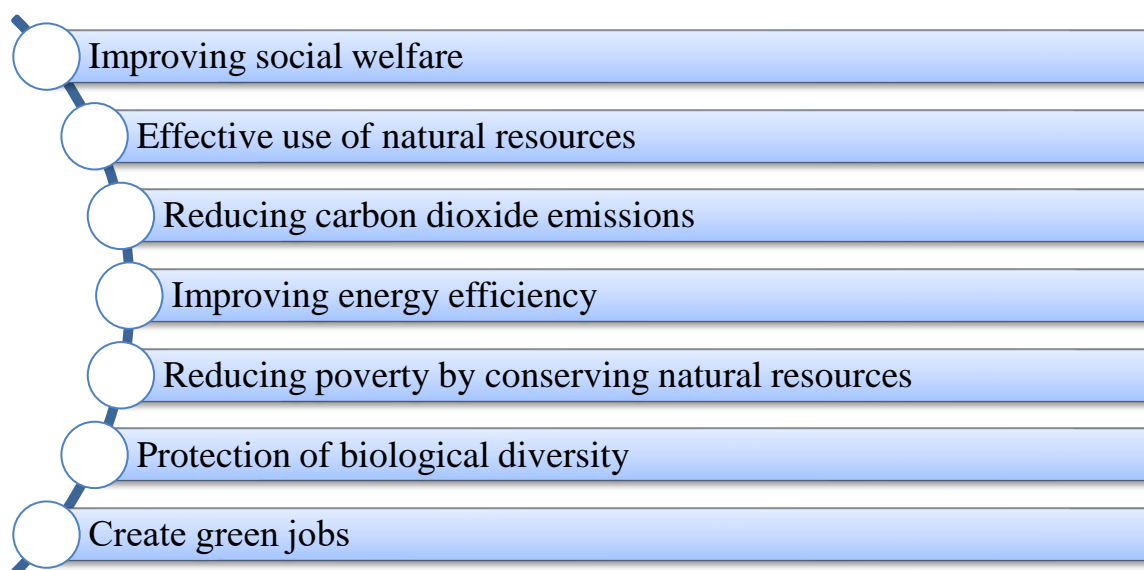 Improving social welfare
Effective use of natural resources
Reducing carbon dioxide emissions
Improving energy efficiency
Reducing poverty by conserving natural resources
Protection of biological diversity
Create green jobs